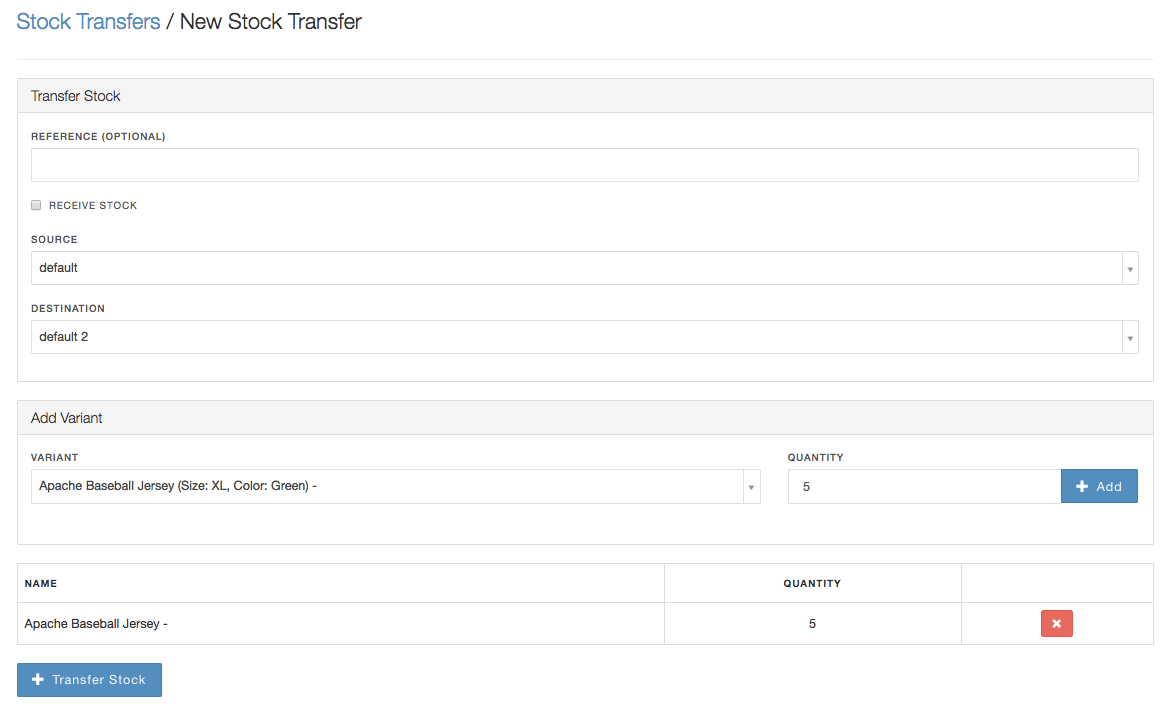 Stock Transfers / New Stock Transfer
Transfer Stock
REFERENCE (OPTIONAL)
RECEIVE STOCK
SOURCE
default
DESTINATION
default 2
Add Variant
VARIANT QUANTITY
Apache Baseball Jersey (Size: XL, Color: Green) - 5 Add
NAME QUANTITY
Apache Baseball Jersey - 5
Transfer Stock